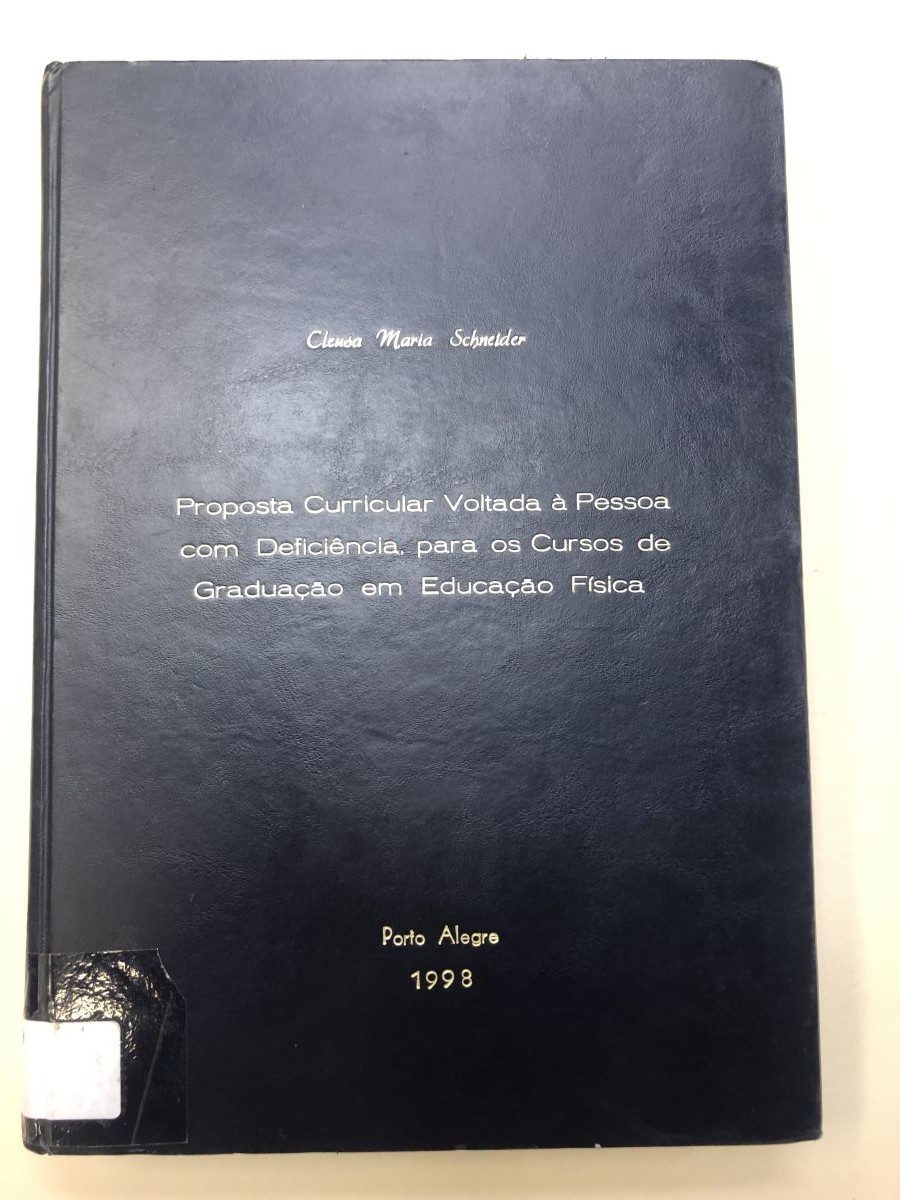 Cleusa Maria Schneider
Proposta Curricular Voltada à Pessoa
com Deficiência, para os Cursos de
Graduação em Educação Física
Porto Alegre
1998